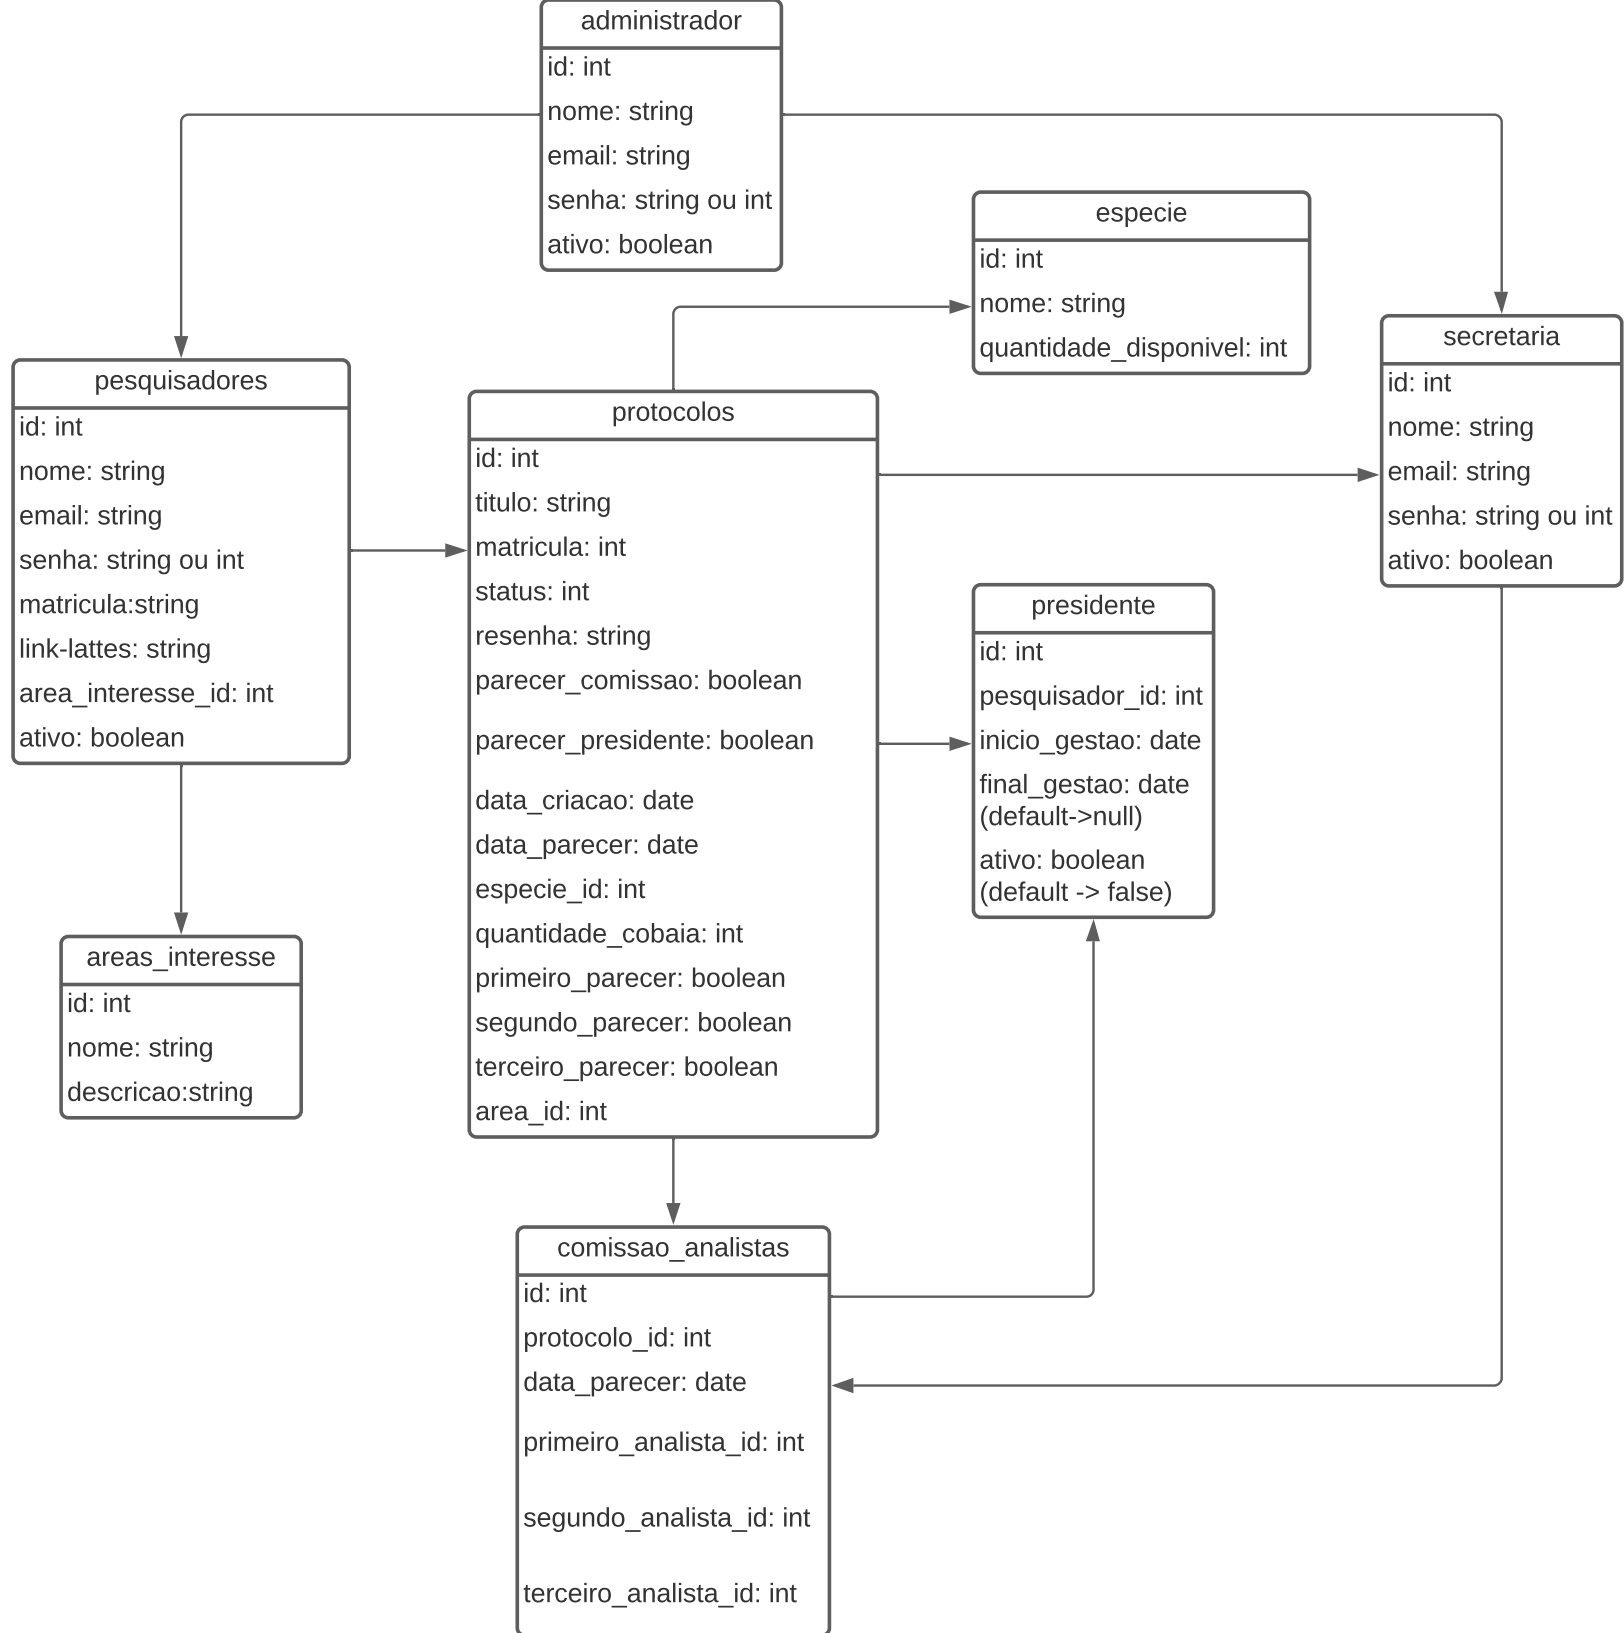 administrador
id: int
nome: string
email: string
senha: string ou int
ativo: boolean
especie
id: int
nome: string
quantidade_disponivel: int
secretaria
id: int
nome: string
email: string
senha: string ou int
ativo: boolean
pesquisadores
id: int
nome: string
email: string
senha: string ou int
matricula:string
link-lattes: string
area_interesse_id: int
ativo: boolean
protocolos
id: int
titulo: string
matricula: int
status: int
resenha: string
parecer_comissao: boolean
parecer_presidente: boolean
data_criacao: date
data_parecer: date
especie_id: int
quantidade_cobaia: int
primeiro_parecer: boolean
segundo_parecer: boolean
terceiro_parecer: boolean
area_id: int
presidente
id: int
pesquisador_id: int
inicio_gestao: date
final_gestao: date
(default->null)
ativo: boolean
(default -> false)
areas_interesse
id: int
nome: string
descricao:string
comissao_analistas
id: int
protocolo_id: int
data_parecer: date
primeiro_analista_id: int
segundo_analista_id: int
terceiro_analista_id: int